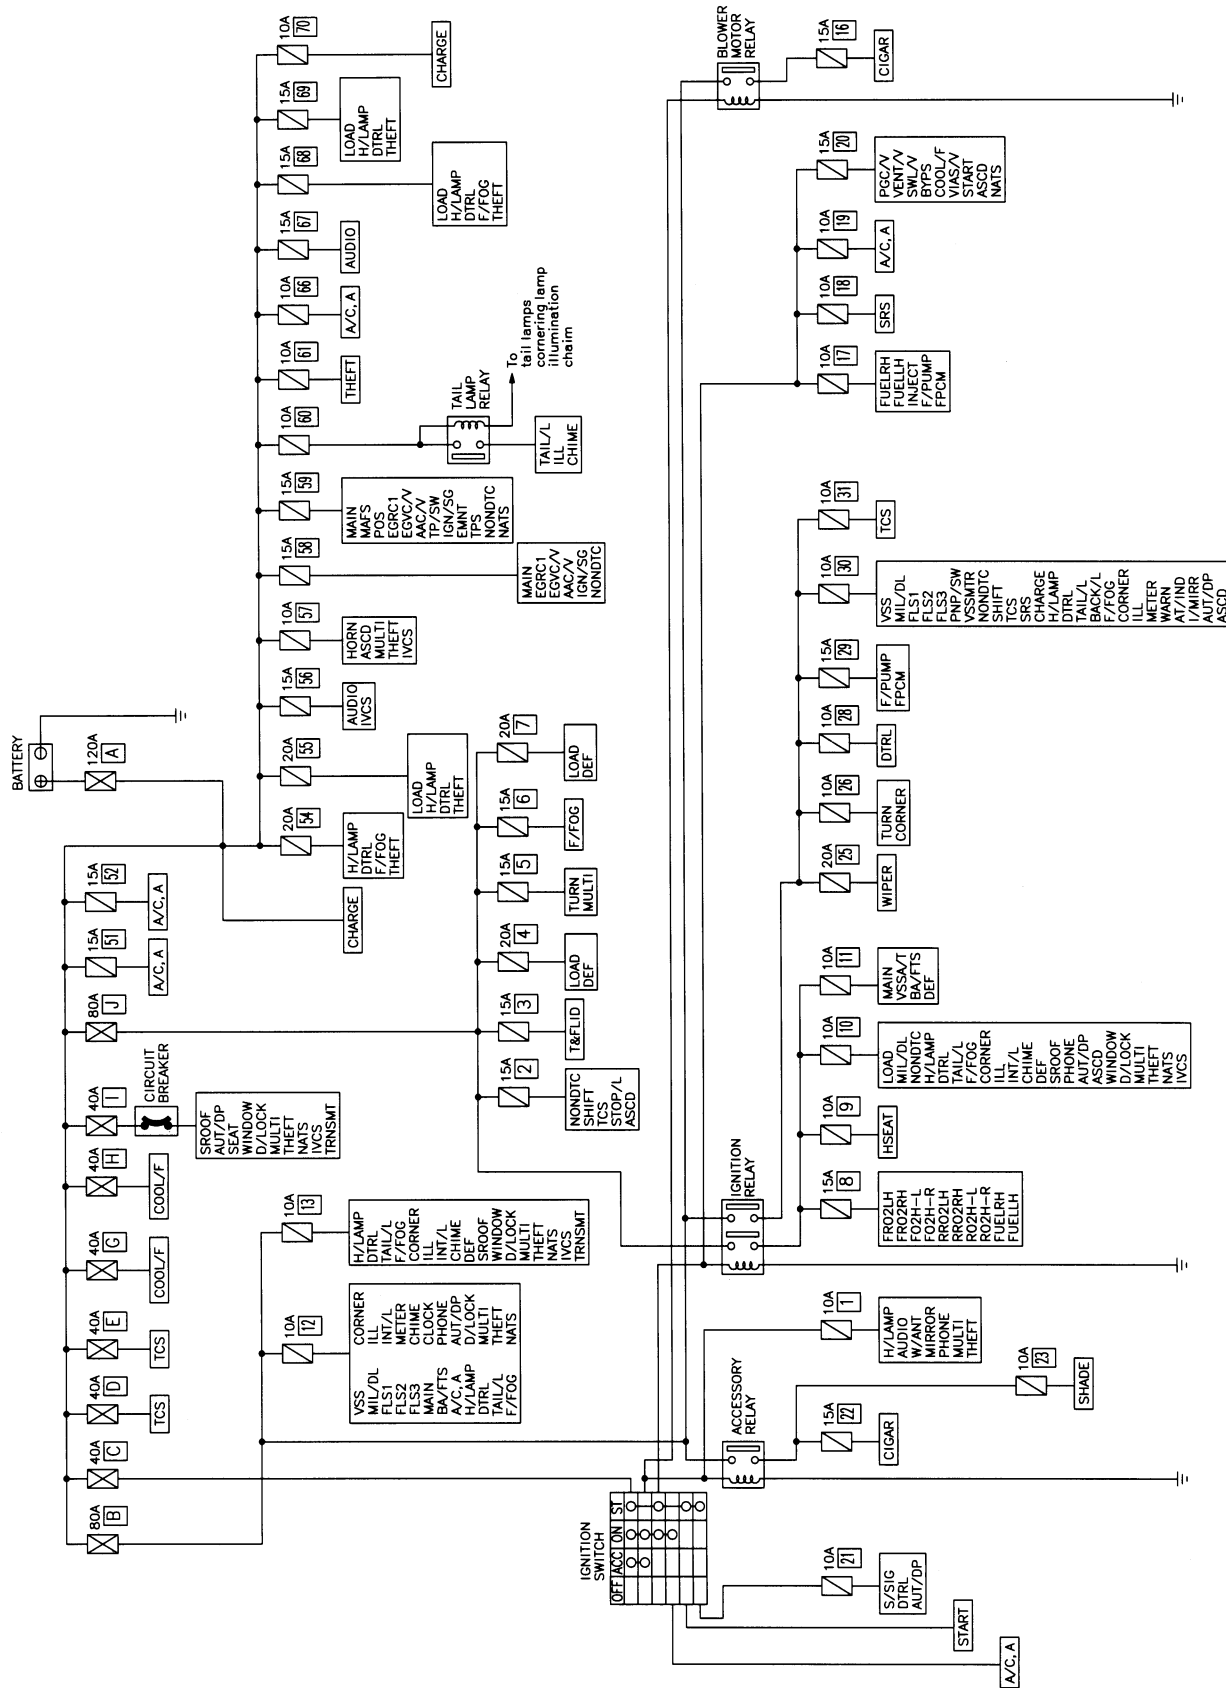 BATTERY
120A
A
80A
B
40A
C
40A
D
TCS
40A
E
TCS
40A
G
COOL/F
40A
H
COOL/F
40A
I
CIRCUIT
BREAKER
SROOF
AUT/DP
SEAT
WINDOW
D/LOCK
MULTI
THEFT
NATS
IVCS
TRNSMT
80A
J
15A
51
A/C, A
15A
52
A/C, A
CHARGE
20A
54
H/LAMP
DTRL
F/FOG
THEFT
20A
55
LOAD
H/LAMP
DTRL
THEFT
15A
56
AUDIO
IVCS
10A
57
HORN
ASCD
MULTI
THEFT
IVCS
15A
58
MAIN
EGRC1
EGVC/V
AAC/V
IGN/SG
NONDTC
15A
59
MAIN
MAFS
POS
EGRC1
EGVC/V
AAC/V
TP/SW
IGN/SG
EMNT
TPS
NONDTC
NATS
10A
60
TAIL
LAMP
RELAY
To
tail lamps
cornering lamp
illumination
chaim
TAIL/L
ILL
CHIME
10A
61
THEFT
10A
66
A/C, A
15A
67
AUDIO
15A
68
LOAD
H/LAMP
DTRL
F/FOG
THEFT
15A
69
LOAD
H/LAMP
DTRL
THEFT
10A
70
CHARGE
10A
12
VSS
MIL/DL
FLS1
FLS2
FLS3
MAIN
BA/FTS
A/C, A
H/LAMP
DTRL
TAIL/L
F/FOG
CORNER
ILL
INT/L
METER
CHIME
CLOCK
PHONE
AUT/DP
D/LOCK
MULTI
THEFT
NATS
10A
13
H/LAMP
DTRL
TAIL/L
F/FOG
CORNER
ILL
INT/L
CHIME
DEF
SROOF
WINDOW
D/LOCK
MULTI
THEFT
NATS
IVCS
TRNSMT
15A
2
NONDTC
SHIFT
TCS
STOP/L
ASCD
15A
3
T&FLID
20A
4
LOAD
DEF
15A
5
TURN
MULTI
15A
6
F/FOG
20A
7
LOAD
DEF
IGNITION
SWITCH
OFF
ACC
ON
ST
A/C, A
START
10A
21
S/SIG
DTRL
AUT/DP
ACCESSORY
RELAY
15A
22
CIGAR
10A
23
SHADE
10A
1
H/LAMP
AUDIO
W/ANT
MIRROR
PHONE
MULTI
THEFT
IGNITION
RELAY
15A
8
FRO2LH
FRO2RH
FO2H-L
FO2H-R
RRO2LH
RRO2RH
RO2H-L
RO2H-R
FUELRH
FUELLH
10A
9
HSEAT
10A
10
LOAD
MIL/DL
NONDTC
H/LAMP
DTRL
TAIL/L
F/FOG
CORNER
ILL
INT/L
CHIME
DEF
SROOF
PHONE
AUT/DP
ASCD
WINDOW
D/LOCK
MULTI
THEFT
NATS
IVCS
10A
11
MAIN
VSSA/T
BA/FTS
DEF
20A
25
WIPER
10A
26
TURN
CORNER
10A
28
DTRL
15A
29
F/PUMP
FPCM
10A
30
VSS
MIL/DL
FLS1
FLS2
FLS3
PNP/SW
VSSMTR
NONDTC
SHIFT
TCS
SRS
CHARGE
H/LAMP
DTRL
TAIL/L
BACK/L
F/FOG
CORNER
ILL
METER
WARN
AT/IND
I/MIRR
AUT/DP
ASCD
10A
31
TCS
10A
17
FUELRH
FUELLH
INJECT
F/PUMP
FPCM
10A
18
SRS
10A
19
A/C, A
15A
20
PGC/V
VENT/V
SWL/V
BYPS
COOL/F
VIAS/V
START
ASCD
NATS
BLOWER
MOTOR
RELAY
15A
16
CIGAR